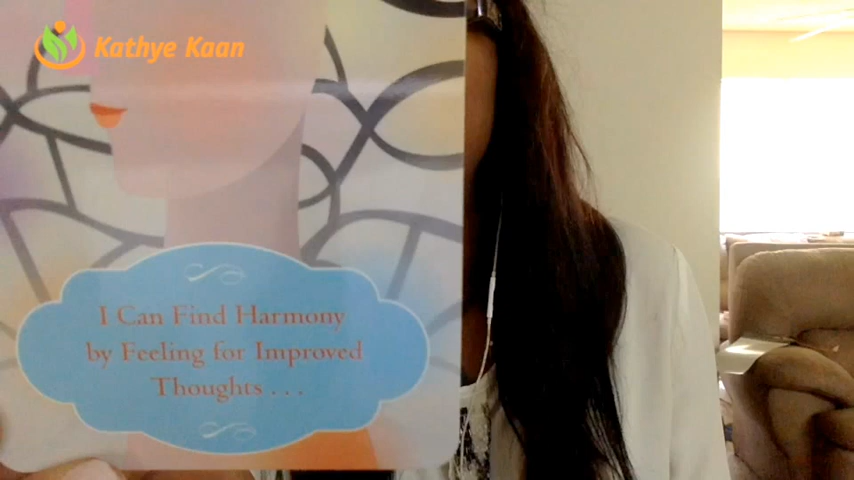 Kathye Kaan
I Can Find Harmony
by Feeling for Improved
Thoughts . . .